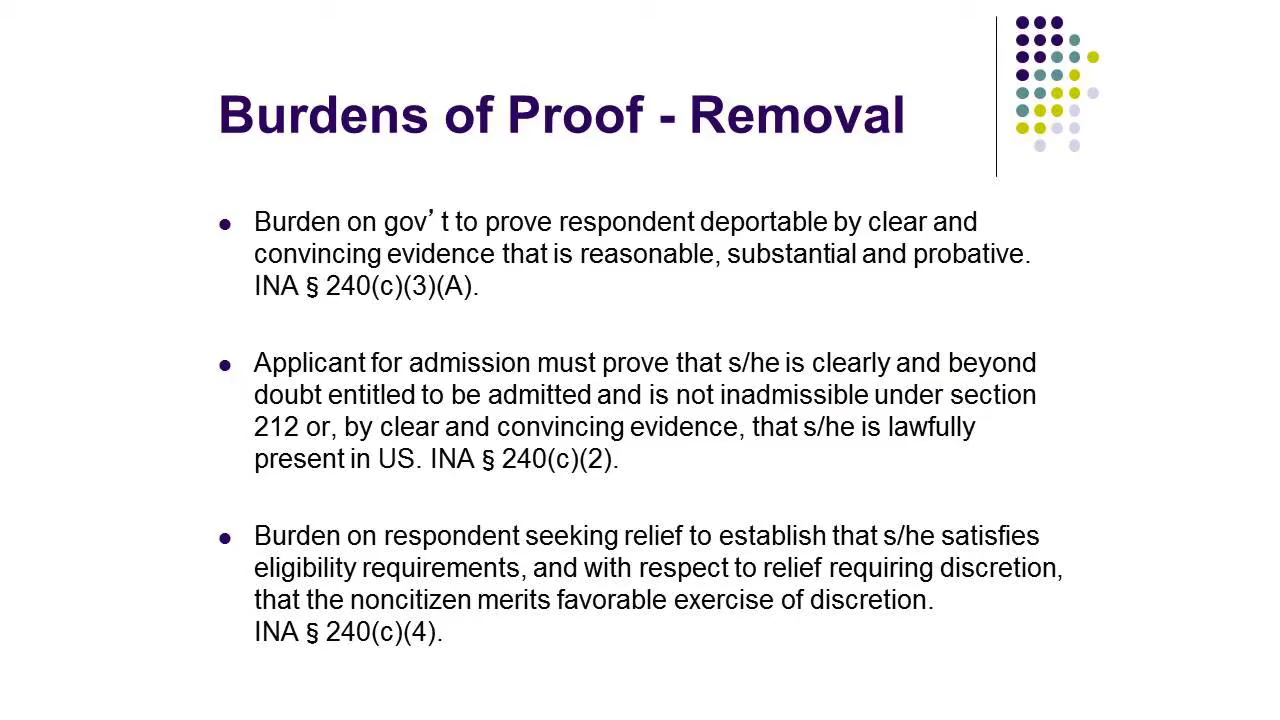 Burdens of Proof - Removal
Burden on gov’t to prove respondent deportable by clear and
convincing evidence that is reasonable, substantial and probative.
INA § 240(c)(3)(A).
Applicant for admission must prove that s/he is clearly and beyond
doubt entitled to be admitted and is not inadmissible under section
212 or, by clear and convincing evidence, that s/he is lawfully
present in US. INA § 240(c)(2).
Burden on respondent seeking relief to establish that s/he satisfies
eligibility requirements, and with respect to relief requiring discretion,
that the noncitizen merits favorable exercise of discretion.
INA § 240(c)(4).